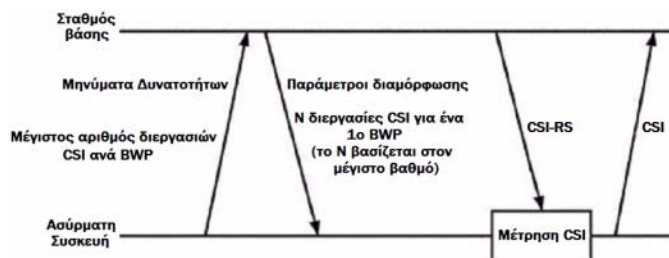 Σταθμός
βάσης
Μηνύματα Δυνατοτήτων
Μέγιστος αριθμός διεργασιών
CSI ανά BWP
Παράμετροι διαμόρφωσης
Ν διεργασίες CSI για ένα
1ο BWP
(το Ν βασίζεται στον
μέγιστο βαθμό)
CSI-RS
CSI
Ασύρματη
Συσκευή
Μέτρηση CSI